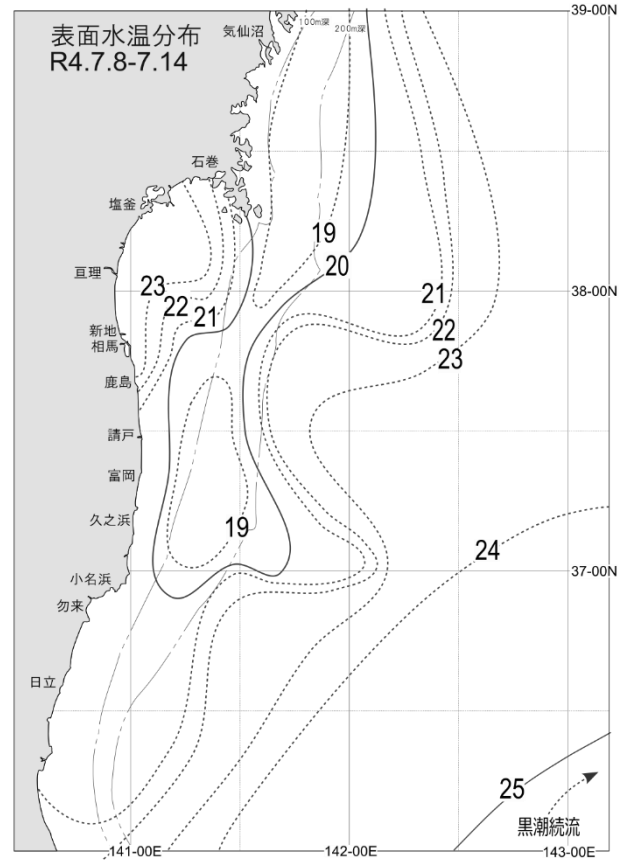 表面水温分布
R4.7.8-7.14
気仙沼
100m深
200m深
39-00N
石巻
塩釜
19
20
亘理
23
22
21
21
38-00N
新地
相馬
22
23
鹿島
請戸
富岡
久之浜
19
24
小名浜
37-00N
勿来
日立
25
黒潮続流
141-00E
142-00E
143-00E